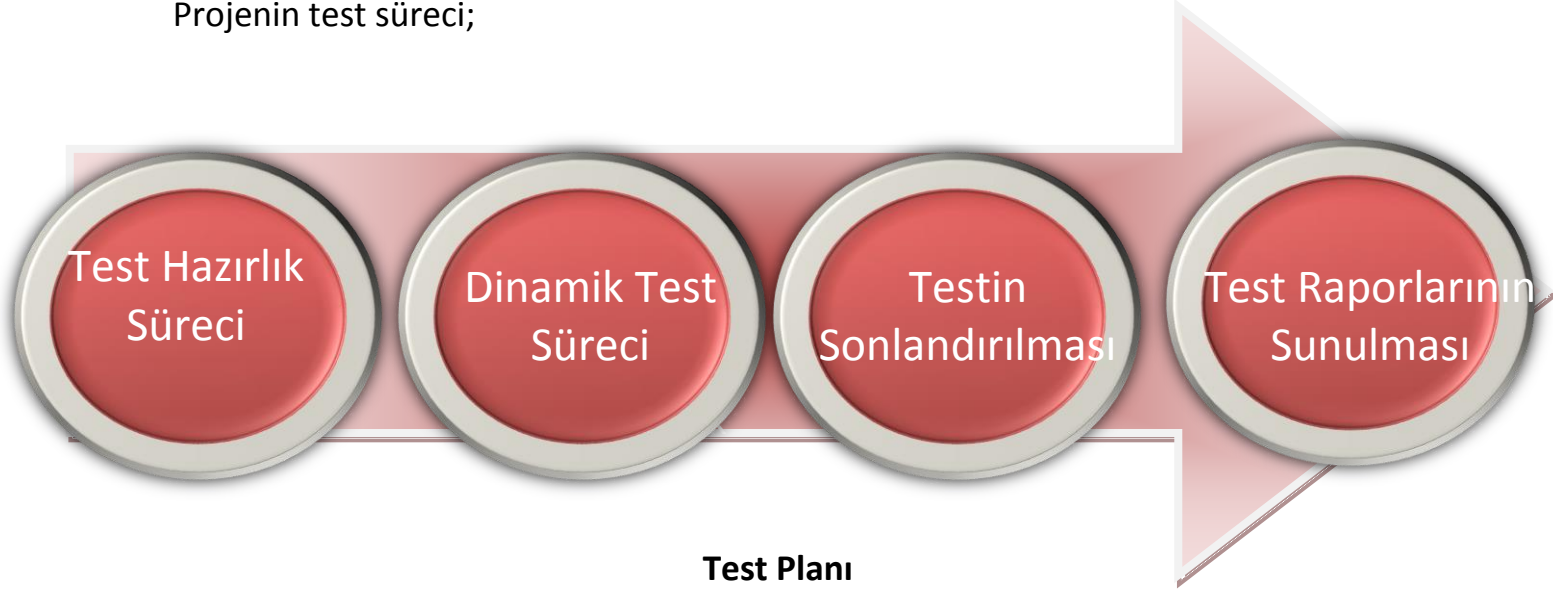 Projenin test süreci;
Test Hazırlık
Süreci
Dinamik Test
Süreci
Testin
Sonlandırılması
Test Raporlarının
Sunulması
Test Planı